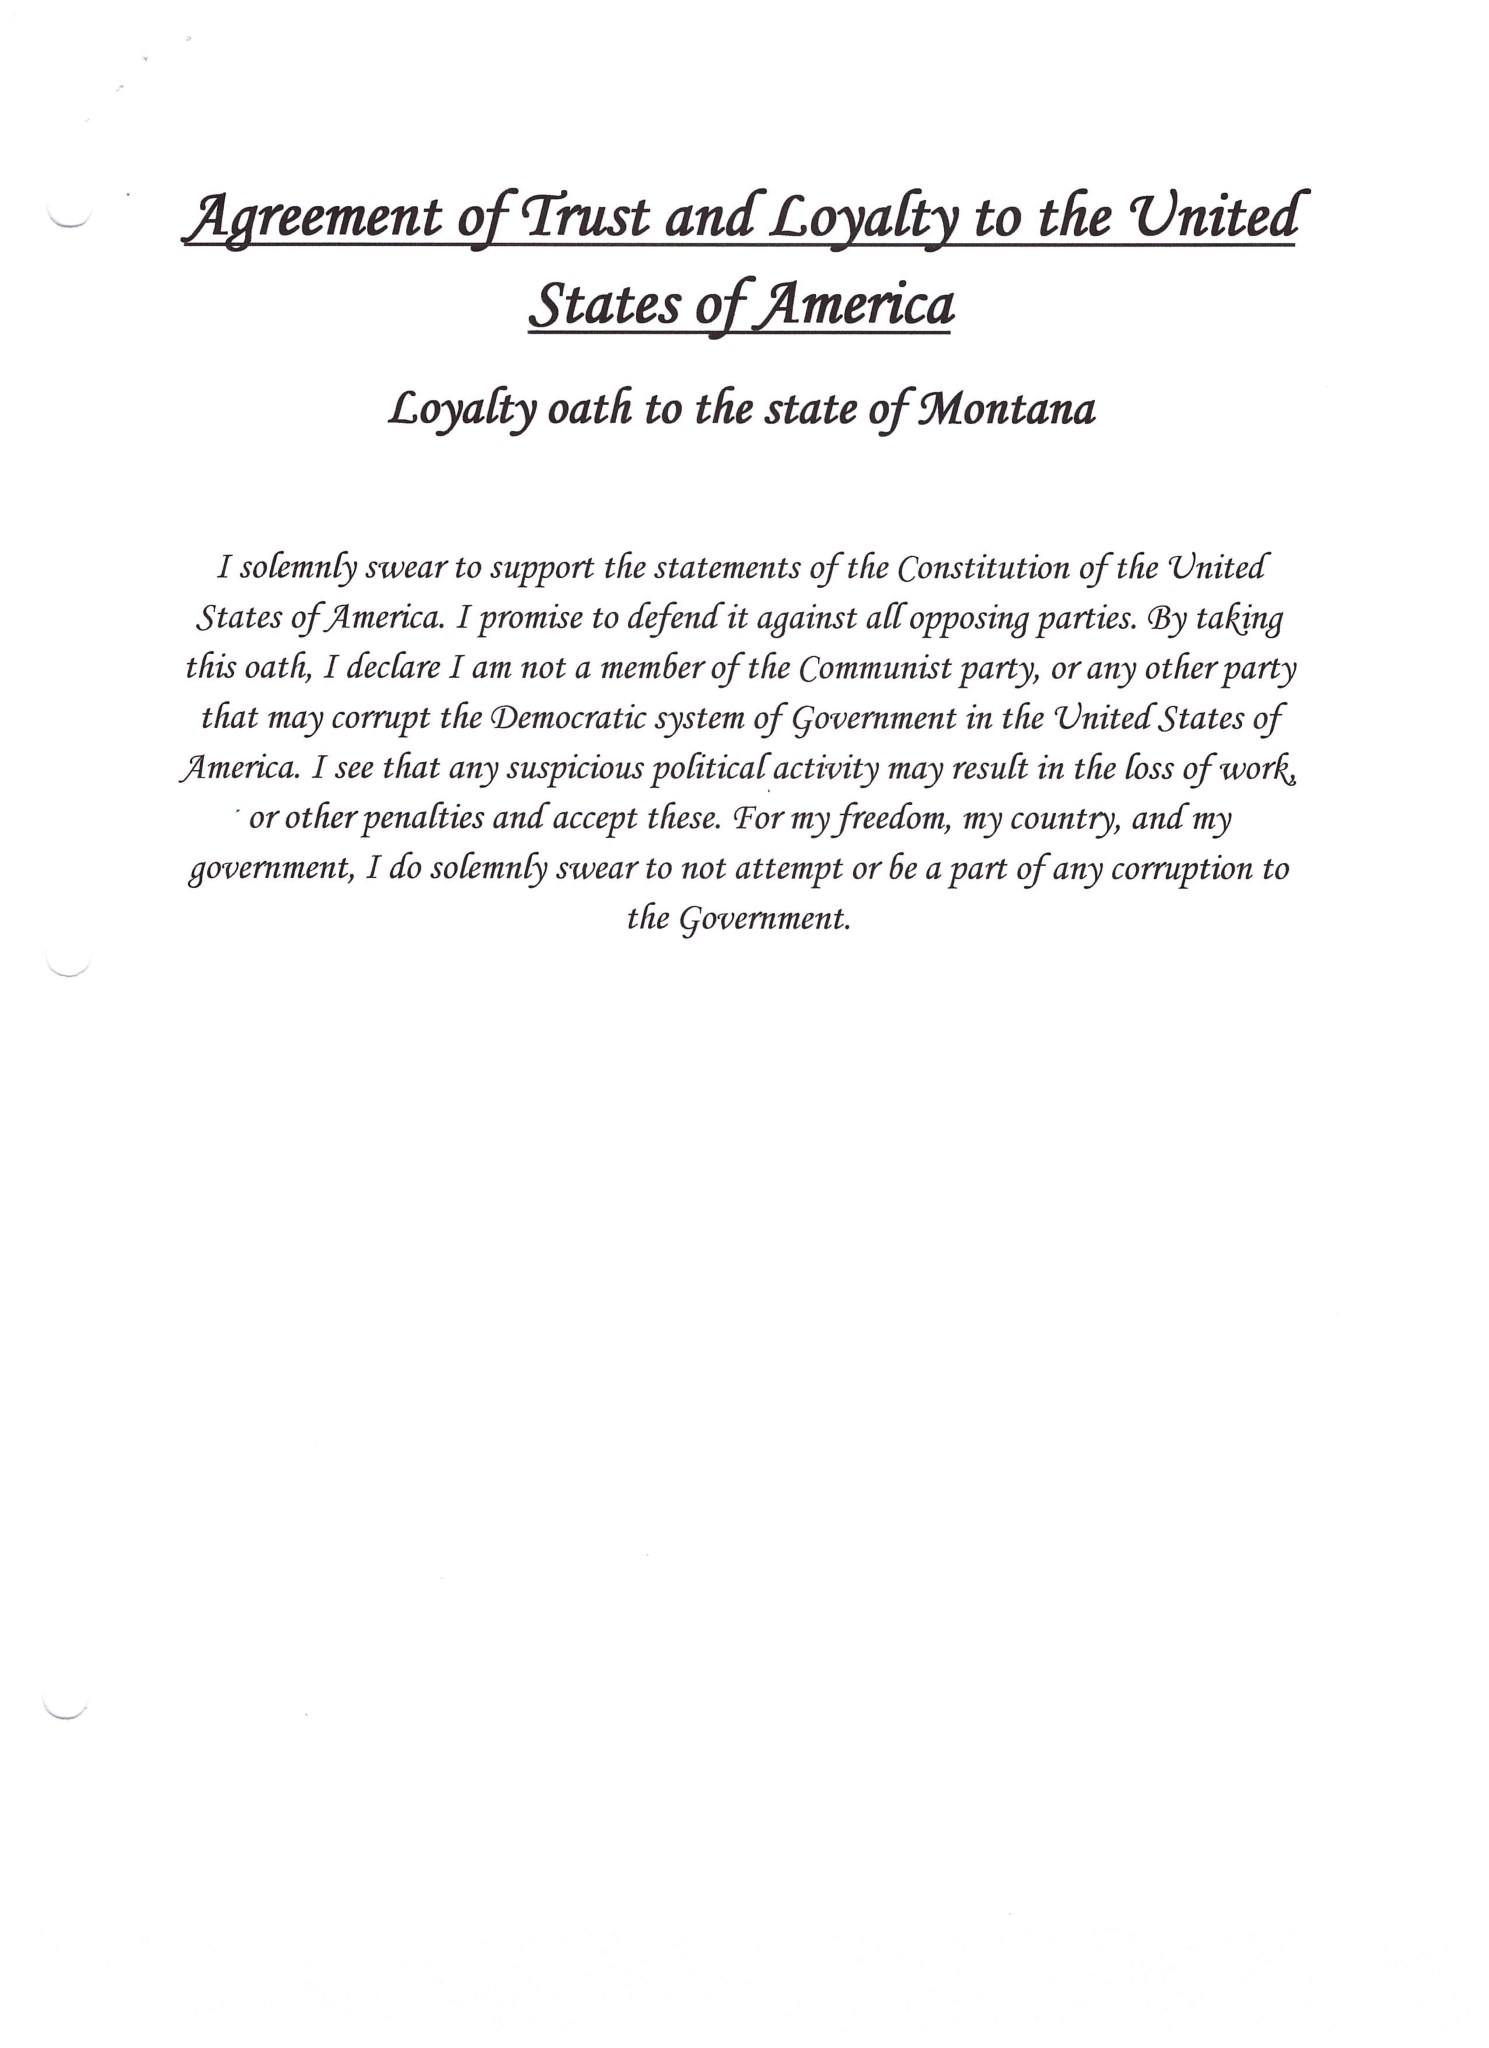 Agreement of Trust and Loyalty to the United
States of America
Loyalty oath to the state of Montana
I solemnly swear to support the statements of the Constitution of the United
States of America. I promise to defend it against all opposing parties. By taking
this oath, I declare I am not a member of the Communist party, or any other party
that may corrupt the Democratic system of Government in the United States of
America. I see that any suspicious political activity may result in the loss of work,
or other penalties and accept these. For my freedom, my country, and my
government, I do solemnly swear to not attempt or be a part of any corruption to
the Government.